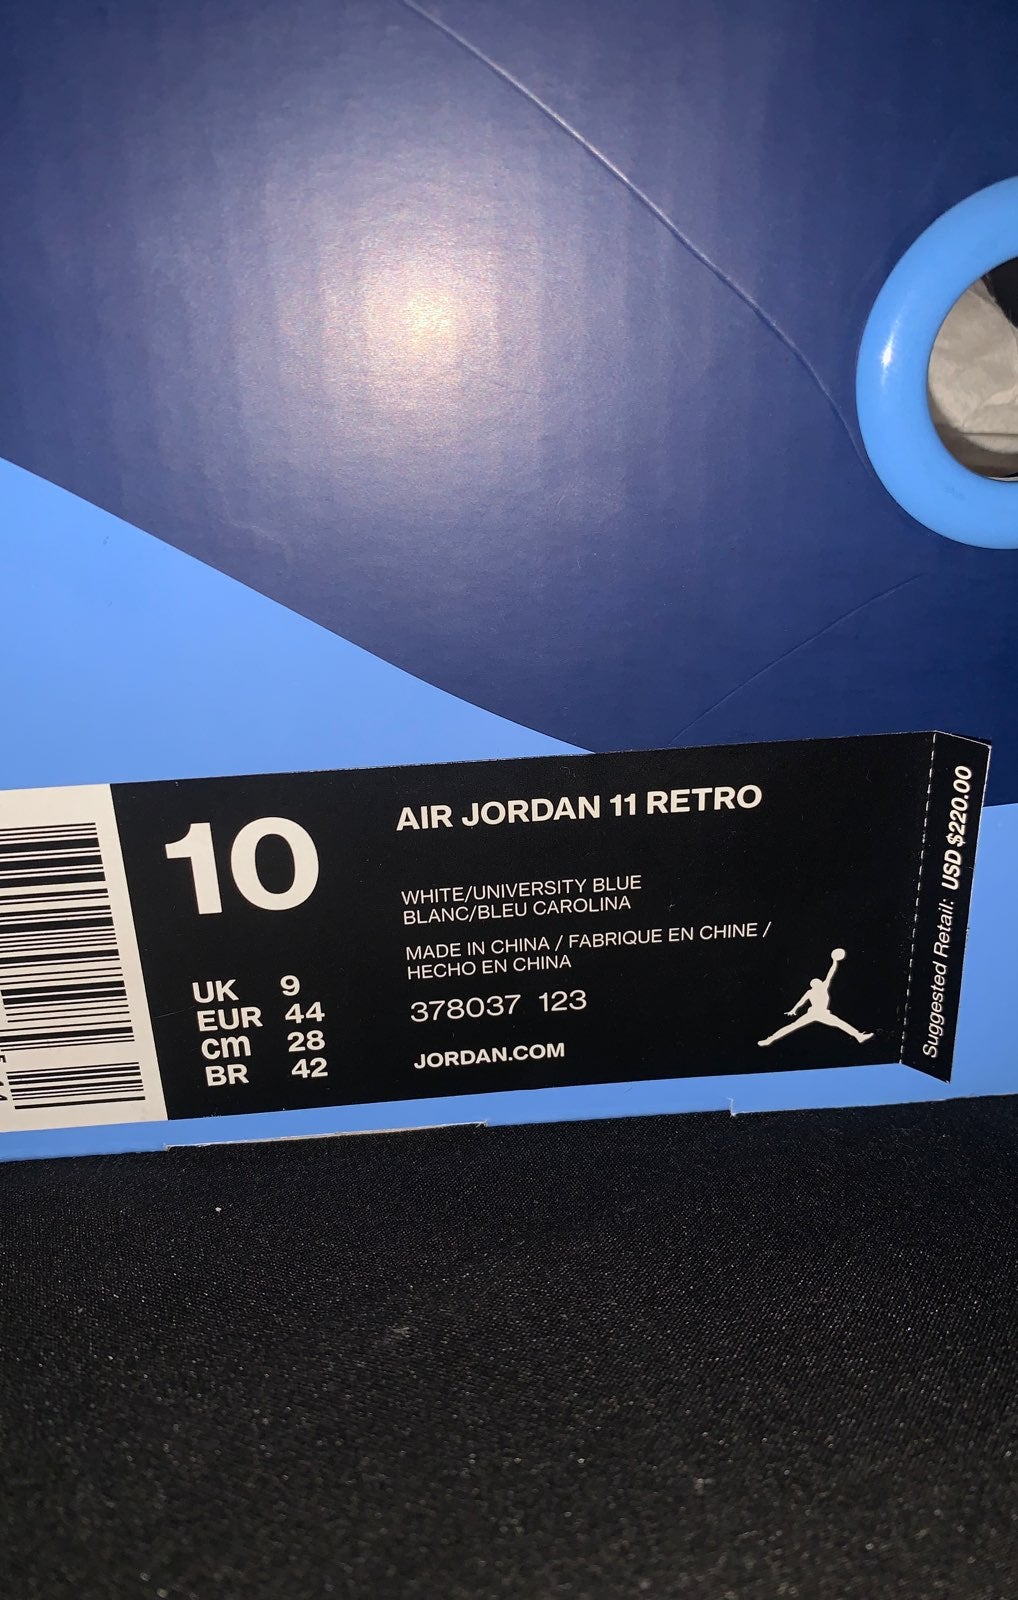 10
UK 9
EUR 44
cm 28
BR 42
AIR JORDAN 11 RETRO
WHITE/UNIVERSITY BLUE
BLANC/BLEU CAROLINA
MADE IN CHINA / FABRIQUE EN CHINE /
HECHO EN CHINA
378037 123
JORDAN.COM
Suggested Retail: USD $220.00